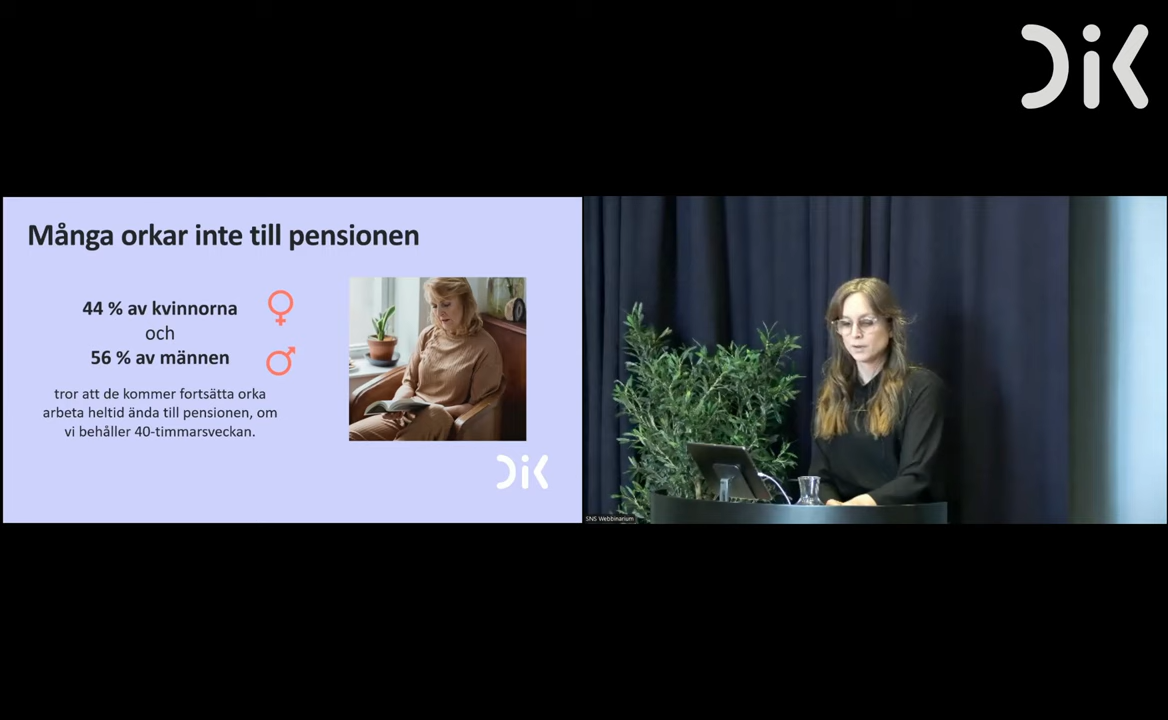 DiK
Många orkar inte till pensionen
44 % av kvinnorna
och
56 % av männen
tror att de kommer fortsätta orka
arbeta heltid ända till pensionen, om
vi behåller 40-timmarsveckan.
DiK
SNS Webbinarium